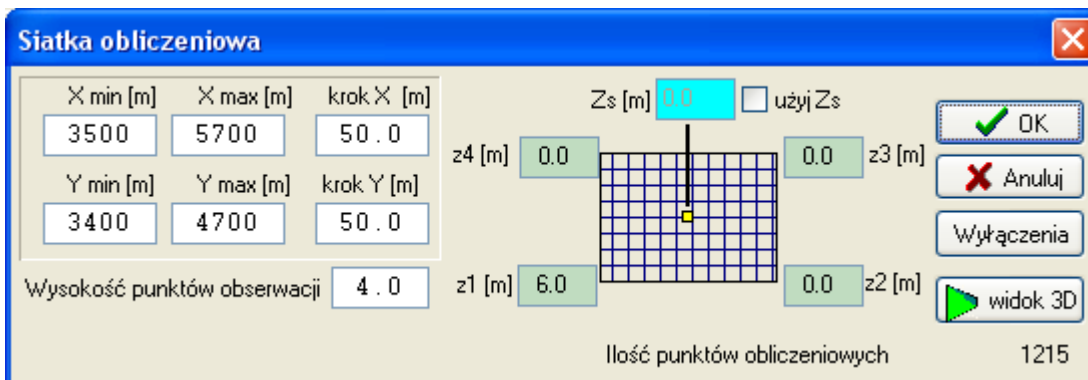 Siatka obliczeniowa
X min [m] X max [m] krok X [m] Zs [m] 0.0 użyj Zs
3500 5700 50.0 OK
z4 [m] 0.0 0.0 z3 [m]
Y min [m] Y max [m] krok Y [m] Anuluj
3400 4700 50.0 Wyłączenia
Wysokość punktów obserwacji 4.0 z1 [m] 6.0 0.0 z2 [m] widok 3D
Ilość punktów obliczeniowych 1215